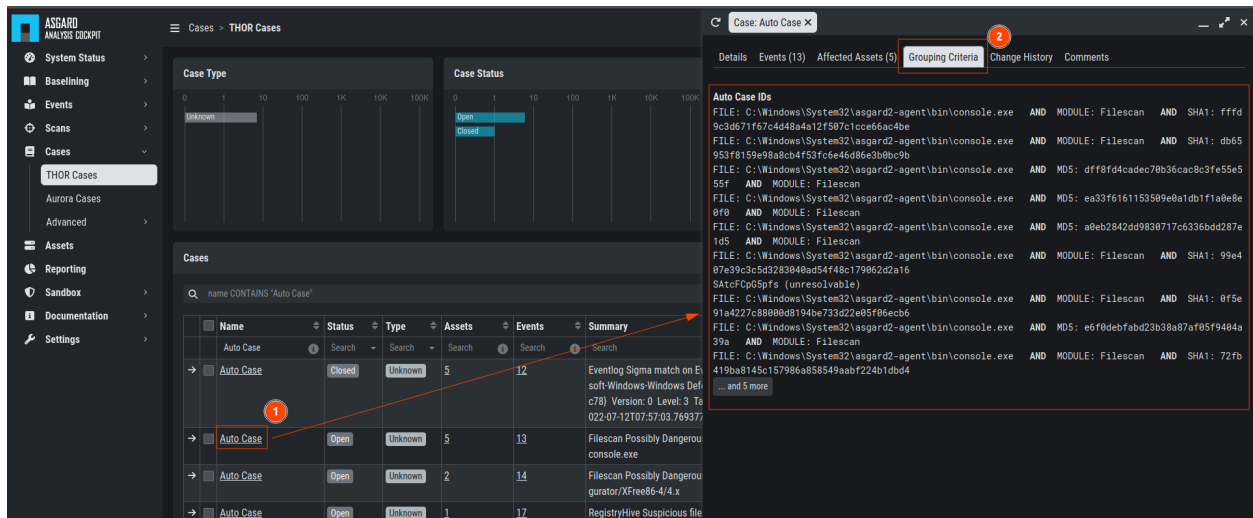 ASGARD
ANALYSIS COCKPIT
System Status
Baselining
Events
Scans
Cases
THOR Cases
Aurora Cases
Advanced
Assets
Reporting
Sandbox
Documentation
Settings
Cases > THOR Cases
Case Type
0 1 10 100 1K 10K 100K
Unknown
Case Status
0 1 10 100 1K 10K 100K
Open
Closed
Cases
name CONTAINS "Auto Case"
Name Status Type Assets Events Summary
Auto Case Search Search Search Search Search
Auto Case Closed Unknown 5 12 Eventlog Sigma match on Ev
soft-Windows-Windows Def
c78} Version: 0 Level: 3 Ta
022-07-12T07:57:03.769377
1
Auto Case Open Unknown 5 13 Filescan Possibly Dangerou
console.exe
Auto Case Open Unknown 2 14 Filescan Possibly Dangerou
gurator/XFree86-4/4.x
Auto Case Open Unknown 1 17 RegistryHive Suspicious file
Case: Auto Case ×
2
Details Events (13) Affected Assets (5) Grouping Criteria Change History Comments
Auto Case IDs
FILE: C:\Windows\System32\asgard2-agent\bin\console.exe AND MODULE: Filescan AND SHA1: fffd
9c3d671f67c4d48a4a12f507c1cce66ac4be
FILE: C:\Windows\System32\asgard2-agent\bin\console.exe AND MODULE: Filescan AND SHA1: db65
953f8159e98a8cb4f53fc6e46d86e3b0bc9b
FILE: C:\Windows\System32\asgard2-agent\bin\console.exe AND MD5: dff8fd4cadec70b36cac8c3fe55e5
55f AND MODULE: Filescan
FILE: C:\Windows\System32\asgard2-agent\bin\console.exe AND MD5: ea33f6161153509e0a1db1f1a0e8e
0f0 AND MODULE: Filescan
FILE: C:\Windows\System32\asgard2-agent\bin\console.exe AND MD5: a0eb2842dd9830717c6336bdd287e
1d5 AND MODULE: Filescan
FILE: C:\Windows\System32\asgard2-agent\bin\console.exe AND MODULE: Filescan AND SHA1: 99e4
07e39c3c5d3283040ad54f48c179062d2a16
SAtcFCpG5pfs (unresolvable)
FILE: C:\Windows\System32\asgard2-agent\bin\console.exe AND MODULE: Filescan AND SHA1: 0f5e
91a4227c88000d8194be733d22e05f06ecb6
FILE: C:\Windows\System32\asgard2-agent\bin\console.exe AND MD5: e6f0debfabd23b38a87af05f9404a
39a AND MODULE: Filescan
FILE: C:\Windows\System32\asgard2-agent\bin\console.exe AND MODULE: Filescan AND SHA1: 72fb
419ba8145c157986a858549aabf224b1dbd4
... and 5 more